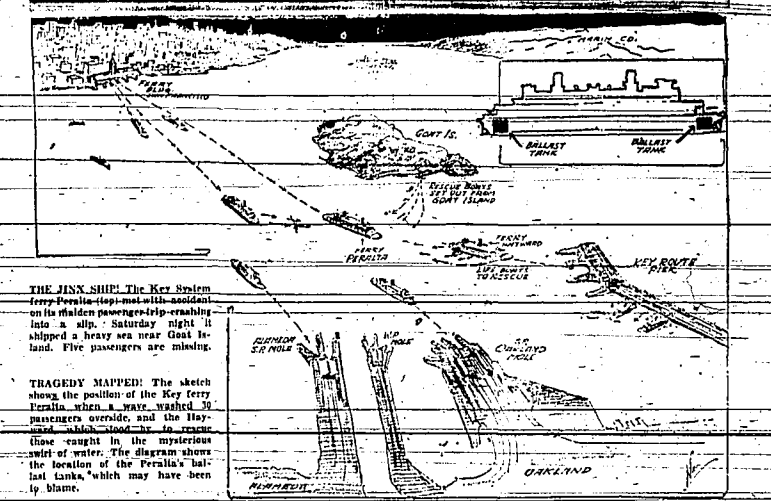 MARIN CO.
FERRY
BLDG.
SAN FRANCISCO
GOAT IS.
BALLAST
TANK
BALLAST
TANK
RESCUE BOATS
SET OUT FROM
GOAT ISLAND
FERRY
PERALTA
FERRY
HAYWARD
LIFE BOATS
TO RESCUE
KEY ROUTE
PIER
THE JINX SHIP! The Key System
ferry Peralta (top) met with accident
on its maiden passenger trip crashing
into a slip. Saturday night it
shipped a heavy sea near Goat Is-
land. Five passengers are missing.
ALAMEDA
S.P. MOLE
W.P.
MOLE
S.P.
OAKLAND
MOLE
TRAGEDY MAPPED! The sketch
shows the position of the Key ferry
Peralta when a wave washed 30
passengers overside, and the Hay-
ward which stood by to rescue
those caught in the mysterious
swirl of water. The diagram shows
the location of the Peralta's bal-
last tanks, which may have been
to blame.
ALAMEDA
OAKLAND